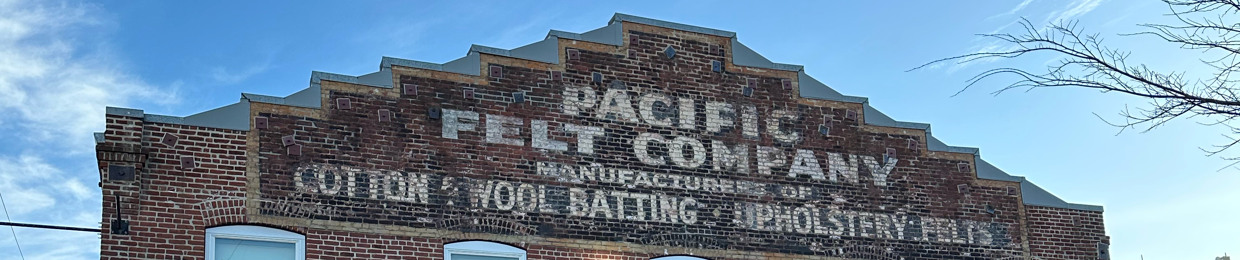 PACIFIC
FELT COMPANY
MANUFACTURERS OF
COTTON & WOOL BATTING · UPHOLSTERY FELTS